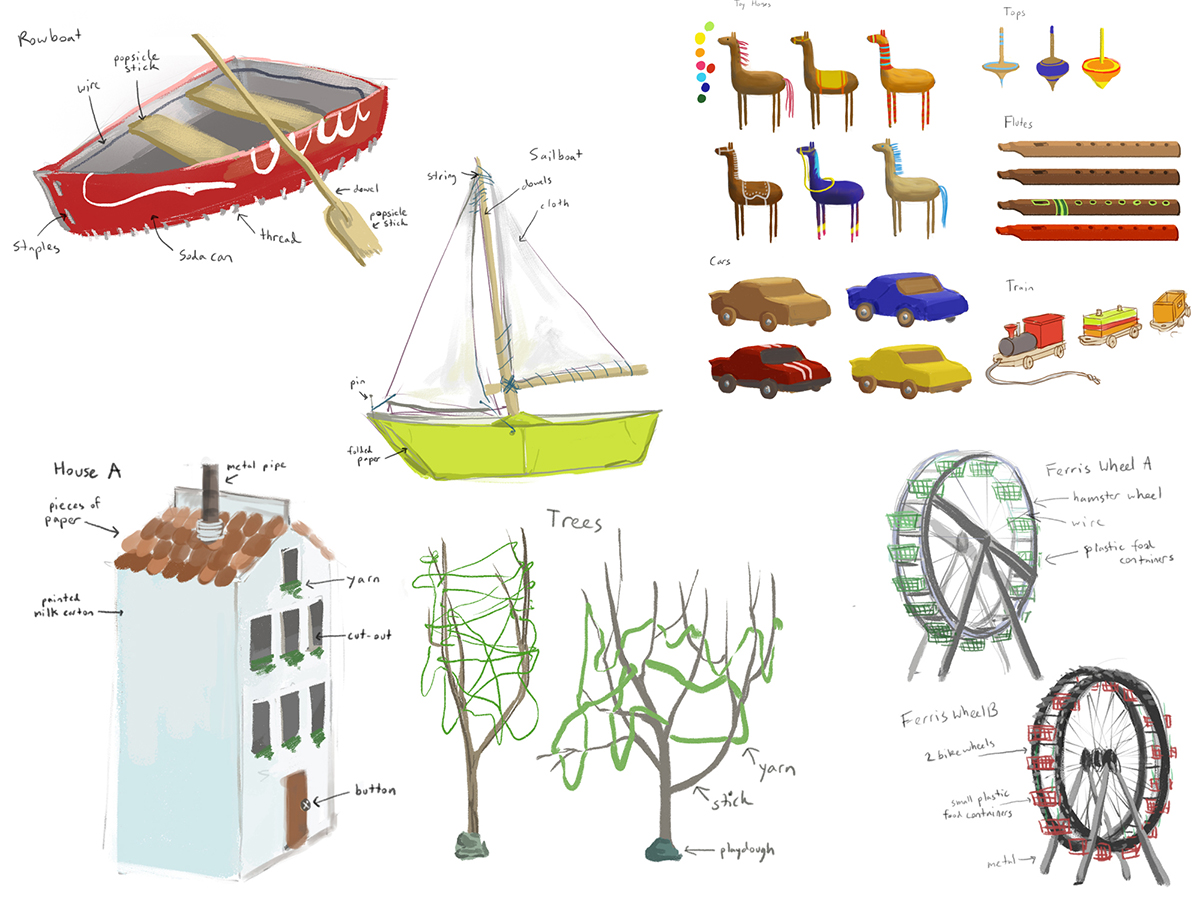 Rowboat
popsicle
stick
wire
staples
soda can
thread
dowel
popsicle
stick
Sailboat
string
dowels
cloth
pin
folded
paper
Toy Horses
Tops
Flutes
Cars
Train
House A
metal pipe
pieces of
paper
yarn
painted
milk carton
cut-out
button
Trees
yarn
stick
playdough
Ferris Wheel A
hamster wheel
wire
plastic food
containers
Ferris Wheel B
2 bike wheels
small plastic
food containers
metal